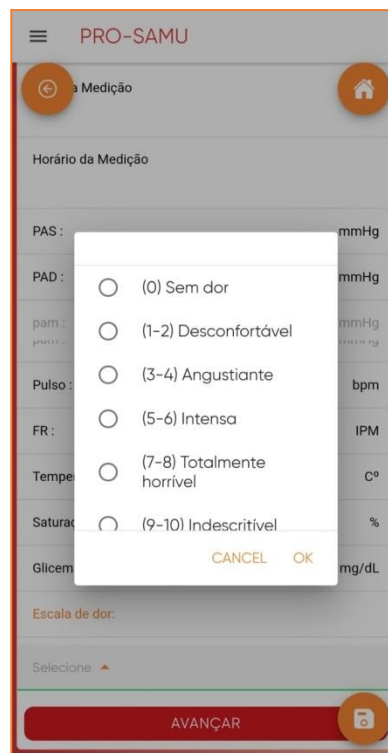 PRO-SAMU
a Medição
Horário da Medição
PAS : mmHg
PAD : mmHg
pam : mmHg
(0) Sem dor
(1-2) Desconfortável
(3-4) Angustiante
(5-6) Intensa
(7-8) Totalmente
horrível
(9-10) Indescritível
CANCEL OK
Pulso : bpm
FR : IPM
Tempe Cº
Saturaç %
Glicem mg/dL
Escala de dor:
Selecione
AVANÇAR